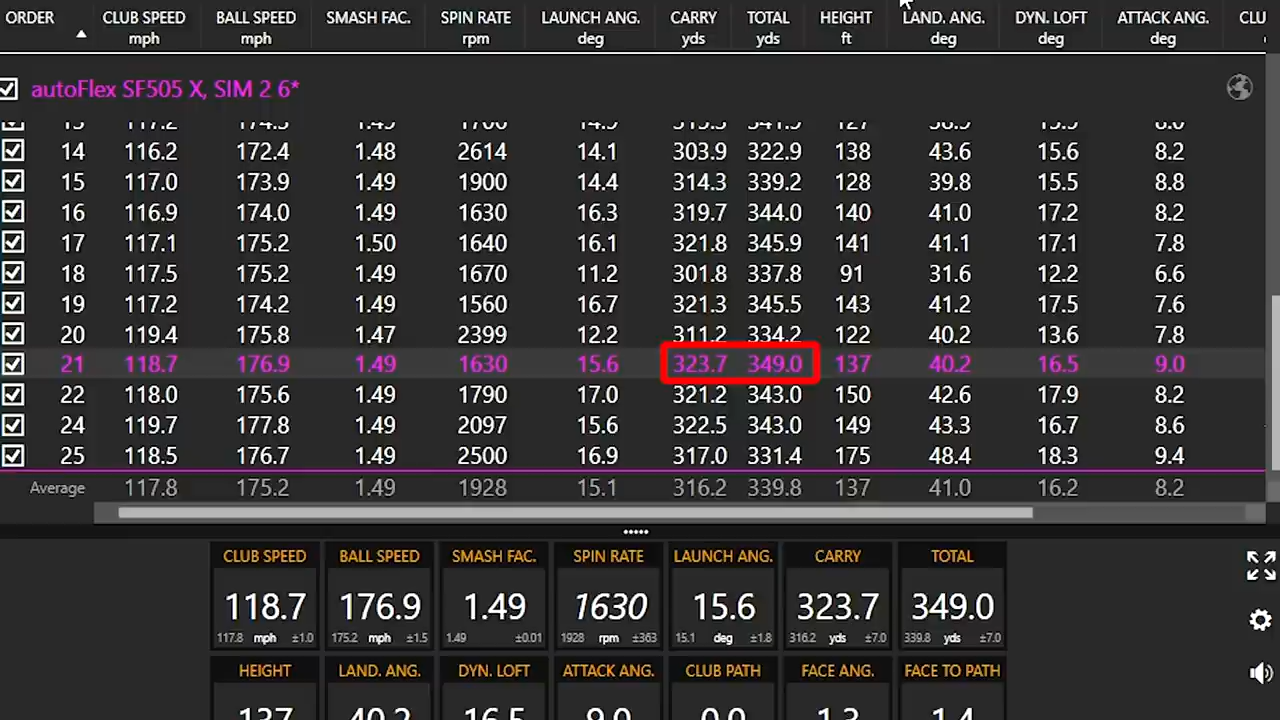 ORDER CLUB SPEED BALL SPEED SMASH FAC. SPIN RATE LAUNCH ANG. CARRY TOTAL HEIGHT LAND. ANG. DYN. LOFT ATTACK ANG. CLU
mph mph rpm deg yds yds ft deg deg deg
autoFlex SF505 X, SIM 2 6*
14 116.2 172.4 1.48 2614 14.1 303.9 322.9 138 43.6 15.6 8.2
15 117.0 173.9 1.49 1900 14.4 314.3 339.2 128 39.8 15.5 8.8
16 116.9 174.0 1.49 1630 16.3 319.7 344.0 140 41.0 17.2 8.2
17 117.1 175.2 1.50 1640 16.1 321.8 345.9 141 41.1 17.1 7.8
18 117.5 175.2 1.49 1670 11.2 301.8 337.8 91 31.6 12.2 6.6
19 117.2 174.2 1.49 1560 16.7 321.3 345.5 143 41.2 17.5 7.6
20 119.4 175.8 1.47 2399 12.2 311.2 334.2 122 40.2 13.6 7.8
21 118.7 176.9 1.49 1630 15.6 323.7 349.0 137 40.2 16.5 9.0
22 118.0 175.6 1.49 1790 17.0 321.2 343.0 150 42.6 17.9 8.2
24 119.7 177.8 1.49 2097 15.6 322.5 343.0 149 43.3 16.7 8.6
25 118.5 176.7 1.49 2500 16.9 317.0 331.4 175 48.4 18.3 9.4
Average 117.8 175.2 1.49 1928 15.1 316.2 339.8 137 41.0 16.2 8.2
CLUB SPEED BALL SPEED SMASH FAC. SPIN RATE LAUNCH ANG. CARRY TOTAL
118.7 176.9 1.49 1630 15.6 323.7 349.0
117.8 mph ±1.0 175.2 mph ±1.5 1.49 ±0.01 1928 rpm ±363 15.1 deg ±1.8 316.2 yds ±7.0 339.8 yds ±7.0
HEIGHT LAND. ANG. DYN. LOFT ATTACK ANG. CLUB PATH FACE ANG. FACE TO PATH
137 40.2 16.5 9.0 0.0 1.3 1.4